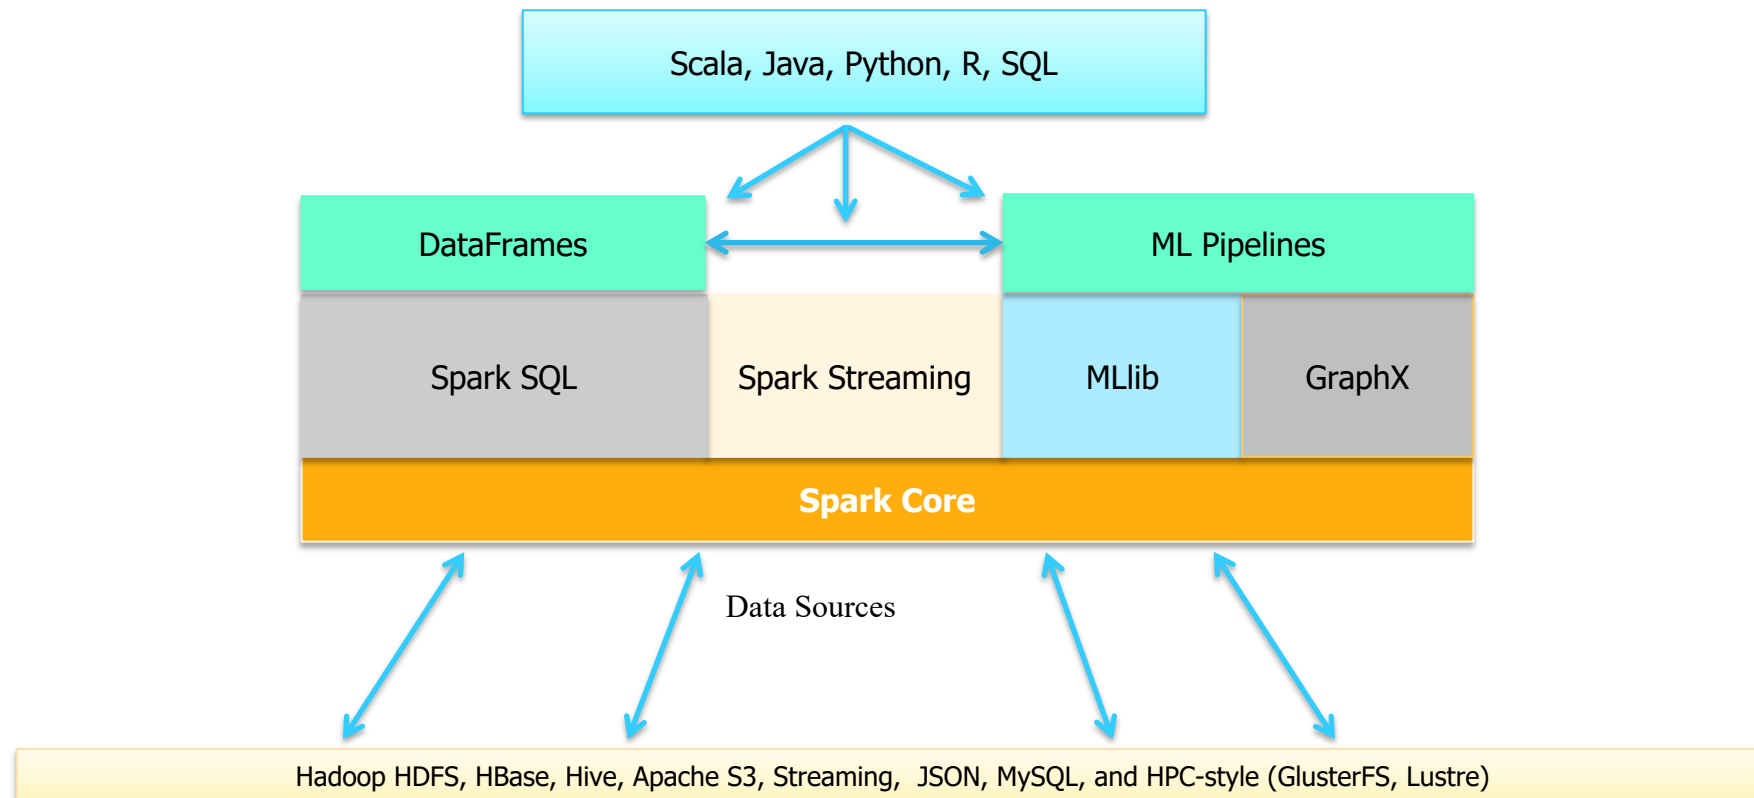 Scala, Java, Python, R, SQL
DataFrames
ML Pipelines
Spark SQL
Spark Streaming
MLlib
GraphX
Spark Core
Data Sources
Hadoop HDFS, HBase, Hive, Apache S3, Streaming,  JSON, MySQL, and HPC-style (GlusterFS, Lustre)